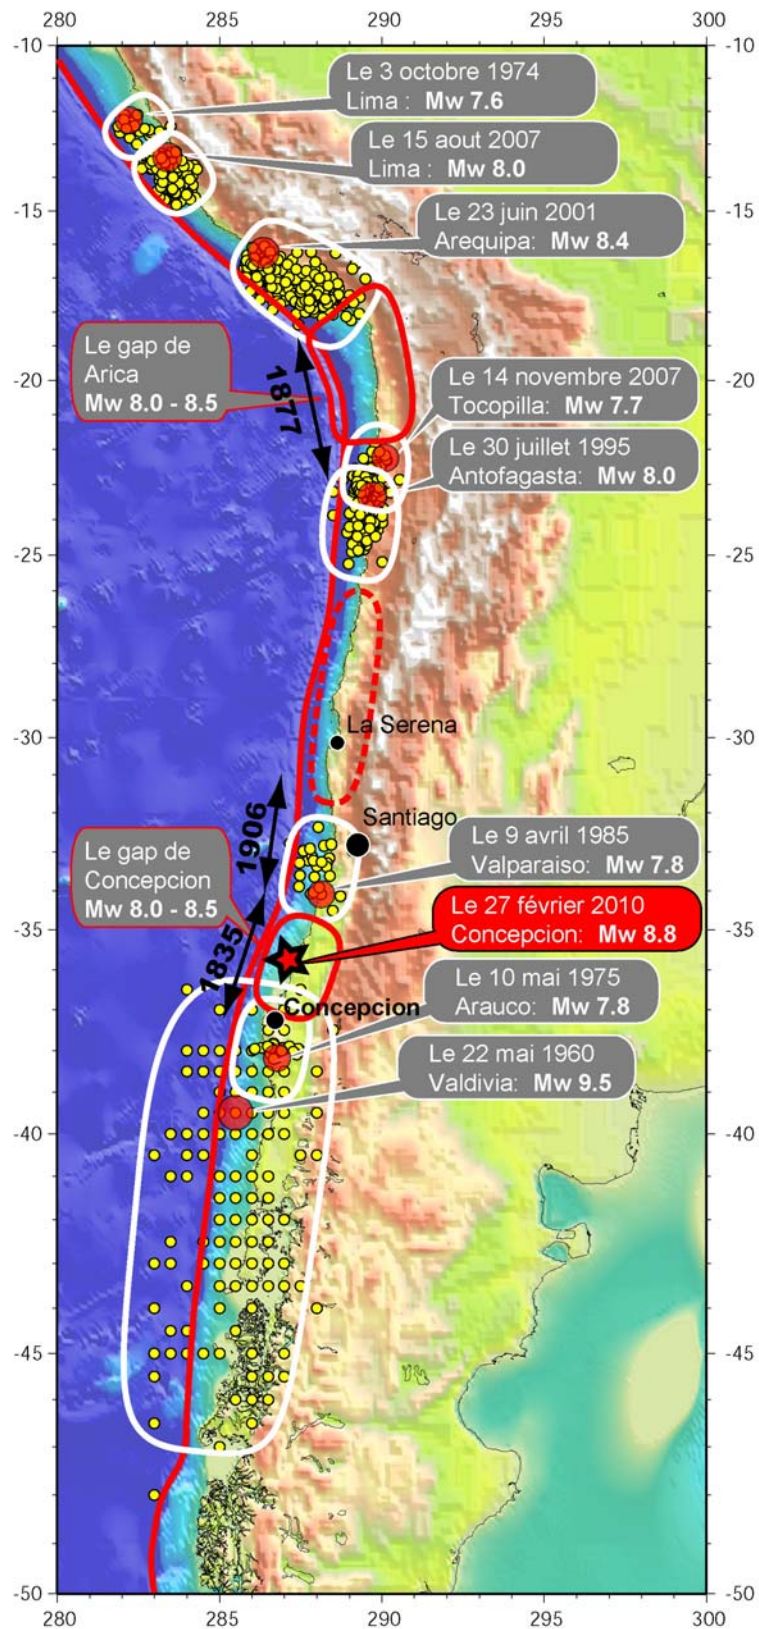 280 285 290 295 300
-10 -10
Le 3 octobre 1974
Lima : Mw 7.6
Le 15 aout 2007
Lima : Mw 8.0
-15 -15
Le 23 juin 2001
Arequipa: Mw 8.4
Le gap de
Arica
Mw 8.0 - 8.5
1877
-20 -20
Le 14 novembre 2007
Tocopilla: Mw 7.7
Le 30 juillet 1995
Antofagasta: Mw 8.0
-25 -25
-30 -30
La Serena
1906
Santiago
Le gap de
Concepcion
Mw 8.0 - 8.5
Le 9 avril 1985
Valparaiso: Mw 7.8
-35 -35
1835
Le 27 février 2010
Concepcion: Mw 8.8
Le 10 mai 1975
Arauco: Mw 7.8
Concepcion
Le 22 mai 1960
Valdivia: Mw 9.5
-40 -40
-45 -45
-50 -50
280 285 290 295 300